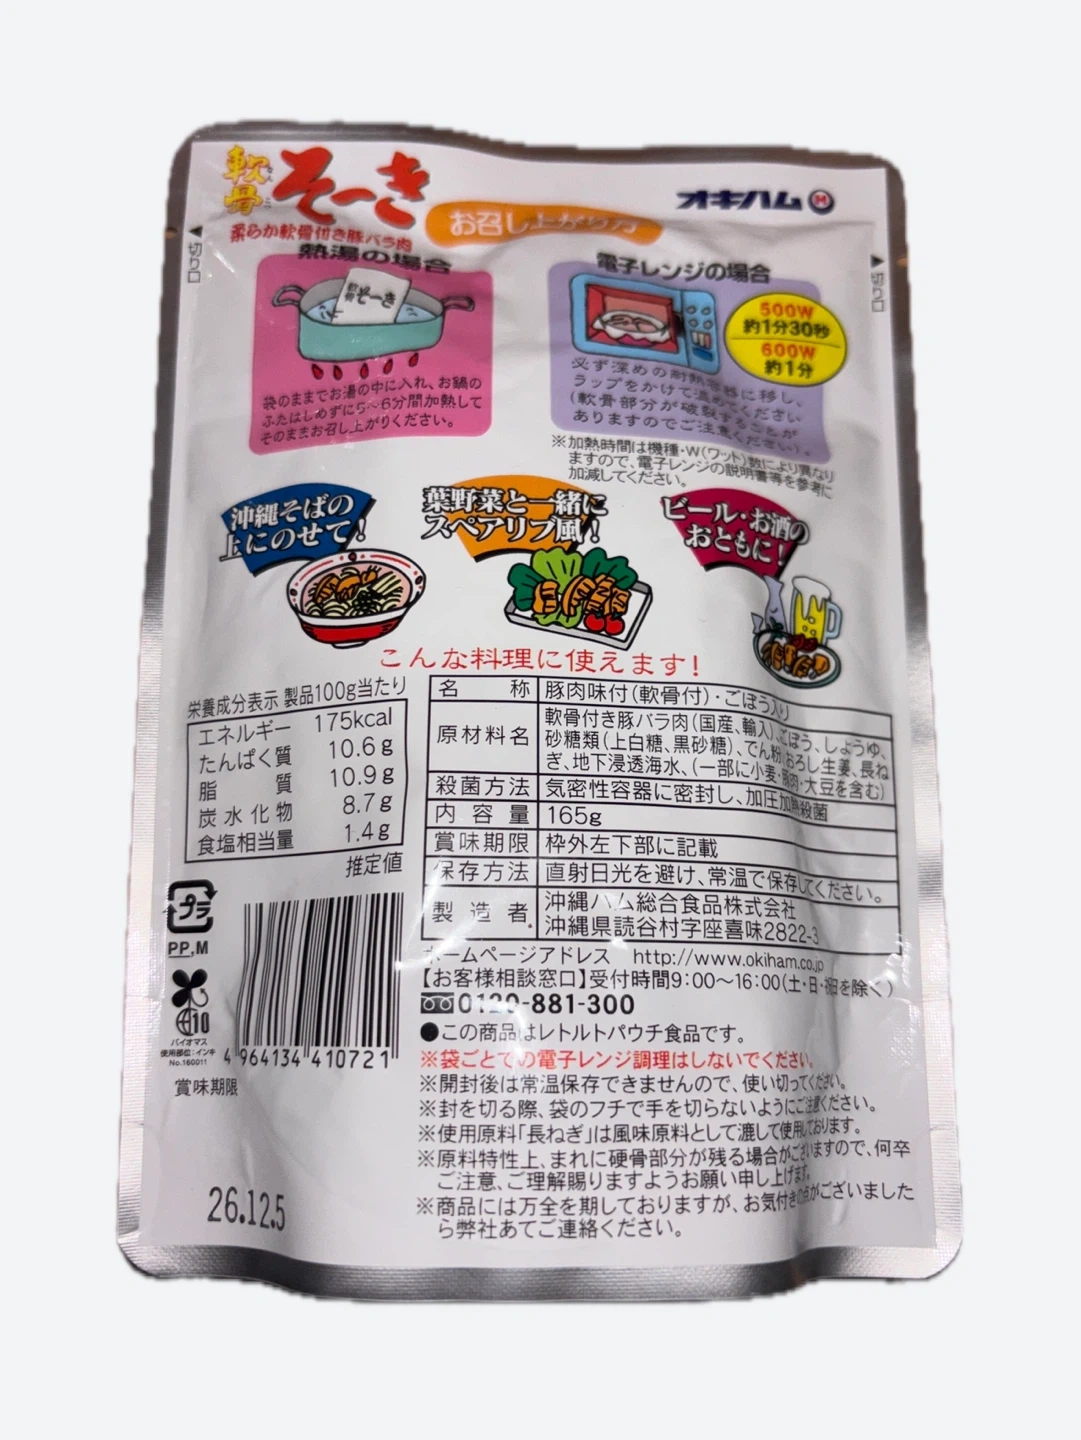 軟骨 そーき
なんこつ
柔らか軟骨付き豚バラ肉
オキハム
お召し上がり方
切り口
切り口
熱湯の場合
軟骨そーき
袋のままでお湯の中に入れ、お鍋の
ふたはしめずに5〜6分間加熱して
そのままお召し上がりください。
電子レンジの場合
500W
約1分30秒
600W
約1分
必ず深めの耐熱容器に移し、
ラップをかけて温めてください
(軟骨部分が破裂することが
ありますのでご注意ください)。
※加熱時間は機種・W(ワット)数により異なり
ますので、電子レンジの説明書等を参考に
加減してください。
沖縄そばの
上にのせて!
葉野菜と一緒に
スペアリブ風!
ビール・お酒の
おともに!
こんな料理に使えます!
栄養成分表示 製品100g当たり
エネルギー 175kcal
たんぱく質 10.6g
脂質 10.9g
炭水化物 8.7g
食塩相当量 1.4g
推定値
名称 豚肉味付(軟骨付)・ごぼう入り
原材料名 軟骨付き豚バラ肉(国産、輸入)、ごぼう、しょうゆ、
砂糖類(上白糖、黒砂糖)、でん粉、おろし生姜、長ね
ぎ、地下浸透海水、(一部に小麦・豚肉・大豆を含む)
殺菌方法 気密性容器に密封し、加圧加熱殺菌
内容量 165g
賞味期限 枠外左下部に記載
保存方法 直射日光を避け、常温で保存してください。
製造者 沖縄ハム総合食品株式会社
沖縄県読谷村字座喜味2822-3
ホームページアドレス http://www.okiham.co.jp
【お客様相談窓口】受付時間9:00〜16:00(土・日・祝日を除く)
0120-881-300
●この商品はレトルトパウチ食品です。
※袋ごとでの電子レンジ調理はしないでください。
※開封後は常温保存できませんので、使い切ってください。
※封を切る際、袋のフチで手を切らないようにご注意ください。
※使用原料「長ねぎ」は風味原料として漉して使用しております。
※原料特性上、まれに硬骨部分が残る場合がございますので、何卒
ご注意、ご理解賜りますようお願い申し上げます。
※商品には万全を期しておりますが、お気付きの点がございました
ら弊社あてご連絡ください。
プラ
PP,M
10
バイオマス
使用部位:インキ
No.160011
4 964134 410721
賞味期限
26.12.5